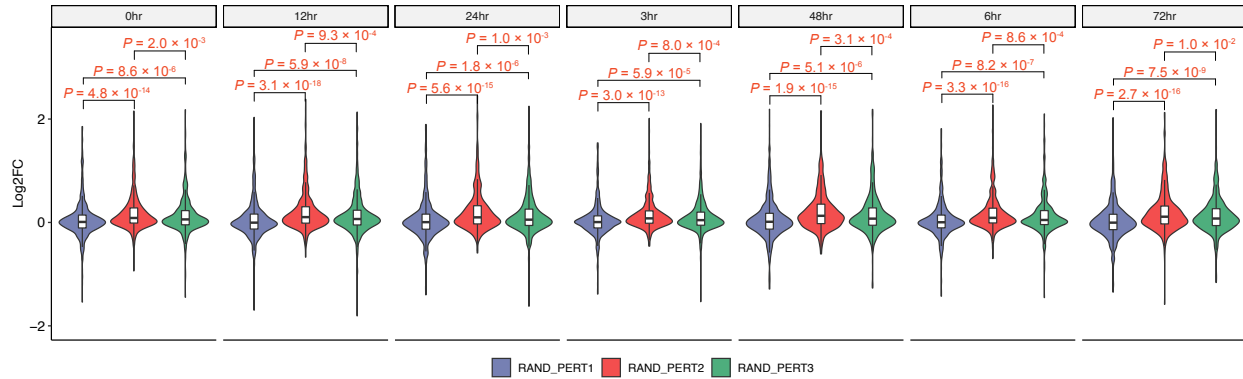 0hr 12hr 24hr 3hr 48hr 6hr 72hr
P = 2.0 × 10⁻³ P = 9.3 × 10⁻⁴ P = 1.0 × 10⁻³ P = 8.0 × 10⁻⁴ P = 3.1 × 10⁻⁴ P = 8.6 × 10⁻⁴ P = 1.0 × 10⁻²
P = 8.6 × 10⁻⁶ P = 5.9 × 10⁻⁸ P = 1.8 × 10⁻⁶ P = 5.9 × 10⁻⁵ P = 5.1 × 10⁻⁶ P = 8.2 × 10⁻⁷ P = 7.5 × 10⁻⁹
P = 4.8 × 10⁻¹⁴ P = 3.1 × 10⁻¹⁸ P = 5.6 × 10⁻¹⁵ P = 3.0 × 10⁻¹³ P = 1.9 × 10⁻¹⁵ P = 3.3 × 10⁻¹⁶ P = 2.7 × 10⁻¹⁶
Log2FC
2
0
−2
RAND_PERT1 RAND_PERT2 RAND_PERT3